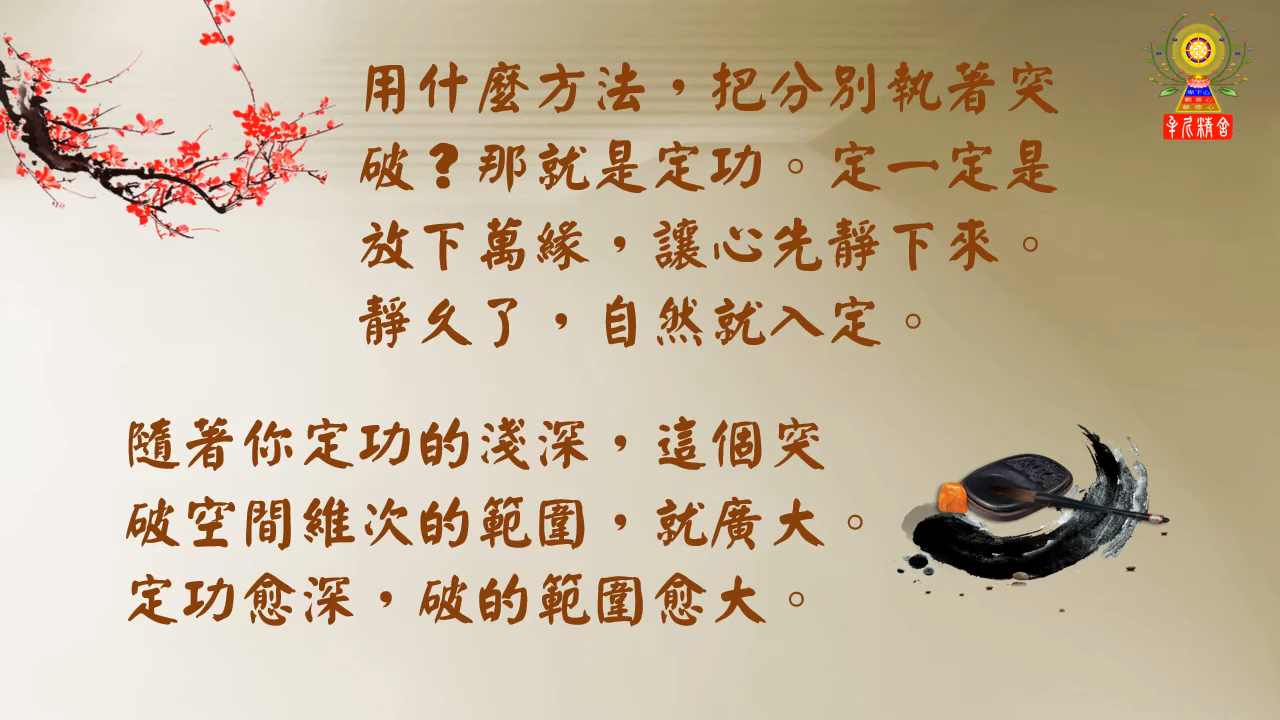 用什麼方法，把分別執著突
破？那就是定功。定一定是
放下萬緣，讓心先靜下來。
靜久了，自然就入定。
隨著你定功的淺深，這個突
破空間維次的範圍，就廣大。
定功愈深，破的範圍愈大。